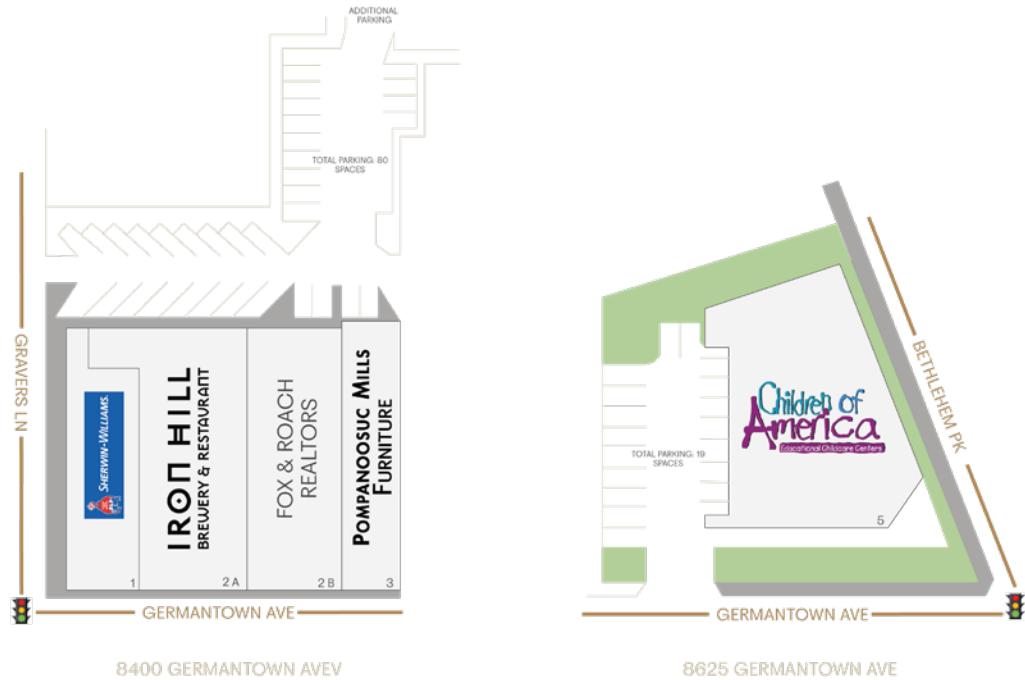 ADDITIONAL
PARKING
TOTAL PARKING: 80
SPACES
GRAVERS LN
SHERWIN-WILLIAMS.
IRON HILL
BREWERY & RESTAURANT
FOX & ROACH
REALTORS
POMPANOOSUC MILLS
FURNITURE
1
2 A
2 B
3
GERMANTOWN AVE
8400 GERMANTOWN AVEV
BETHLEHEM PK
Children of
America
Educational Childcare Centers
TOTAL PARKING: 19
SPACES
5
GERMANTOWN AVE
8625 GERMANTOWN AVE